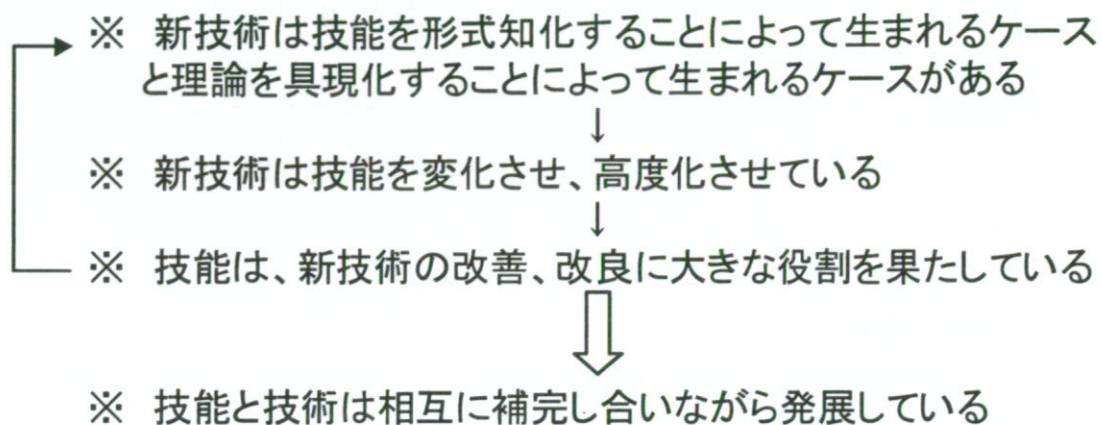 ※ 新技術は技能を形式知化することによって生まれるケース
と理論を具現化することによって生まれるケースがある
↓
※ 新技術は技能を変化させ、高度化させている
↓
※ 技能は、新技術の改善、改良に大きな役割を果たしている
※ 技能と技術は相互に補完し合いながら発展している